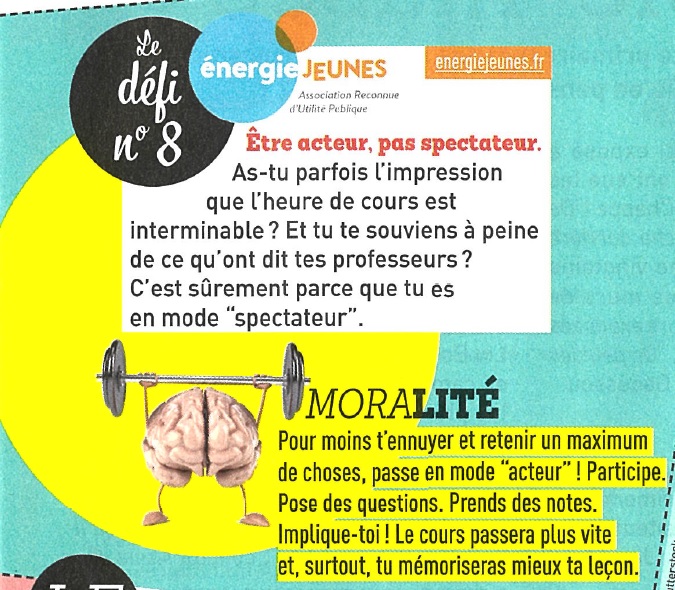 Le
défi
n° 8
énergie JEUNES
Association Reconnue
d'Utilité Publique
energiejeunes.fr
Être acteur, pas spectateur.
As-tu parfois l'impression
que l'heure de cours est
interminable ? Et tu te souviens à peine
de ce qu'ont dit tes professeurs ?
C'est sûrement parce que tu es
en mode “spectateur”.
MORALITÉ
Pour moins t'ennuyer et retenir un maximum
de choses, passe en mode “acteur” ! Participe.
Pose des questions. Prends des notes.
Implique-toi ! Le cours passera plus vite
et, surtout, tu mémoriseras mieux ta leçon.